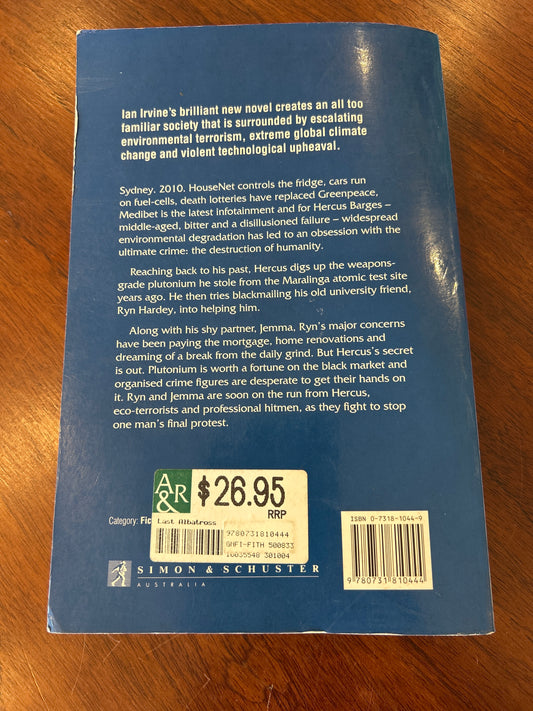 Ian Irvine's brilliant new novel creates an all too
familiar society that is surrounded by escalating
environmental terrorism, extreme global climate
change and violent technological upheaval.
Sydney. 2010. HouseNet controls the fridge, cars run
on fuel-cells, death lotteries have replaced Greenpeace,
Medibet is the latest infotainment and for Hercus Barges –
middle-aged, bitter and a disillusioned failure – widespread
environmental degradation has led to an obsession with the
ultimate crime: the destruction of humanity.
Reaching back to his past, Hercus digs up the weapons-
grade plutonium he stole from the Maralinga atomic test site
years ago. He then tries blackmailing his old university friend,
Ryn Hardey, into helping him.
Along with his shy partner, Jemma, Ryn's major concerns
have been paying the mortgage, home renovations and
dreaming of a break from the daily grind. But Hercus's secret
is out. Plutonium is worth a fortune on the black market and
organised crime figures are desperate to get their hands on
it. Ryn and Jemma are soon on the run from Hercus,
eco-terrorists and professional hitmen, as they fight to stop
one man's final protest.
A&R $26.95
RRP
Category: Fic
Last Albatross
9780731810444
GHFI-FITH 500833
10035548 301004
SIMON & SCHUSTER
AUSTRALIA
ISBN 0-7318-1044-9
9 780731 810444